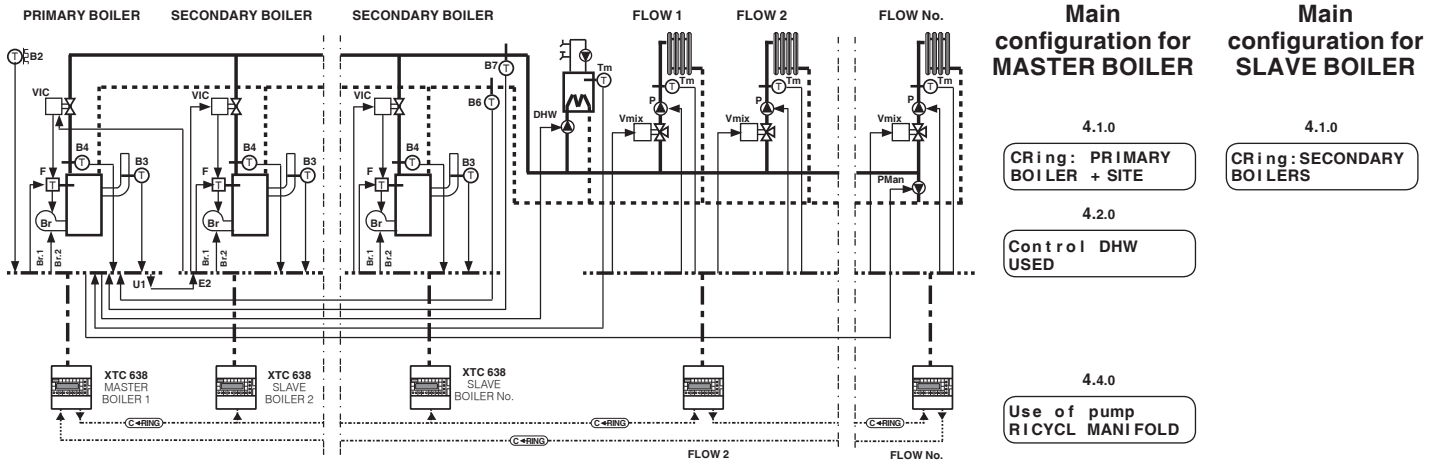 PRIMARY BOILER SECONDARY BOILER SECONDARY BOILER FLOW 1 FLOW 2 FLOW No.
Main configuration for MASTER BOILER
Main configuration for SLAVE BOILER
T B2
B7 T
Tm T
T Tm
T Tm
T Tm
VIC
VIC
VIC
B6 T
P
P
P
DHW
Vmix
Vmix
Vmix
4.1.0
4.1.0
B4 T
B3 T
B4 T
B3 T
B4 T
B3 T
F T
F T
F T
PMan
CRing: PRIMARY
BOILER + SITE
CRing:SECONDARY
BOILERS
Br
Br
Br
4.2.0
Br.1 Br.2
Br.1 Br.2
Br.1 Br.2
Control DHW
USED
U1 E2
XTC 638
MASTER
BOILER 1
XTC 638
SLAVE
BOILER 2
XTC 638
SLAVE
BOILER No.
4.4.0
C◄RING
C◄RING
C◄RING
Use of pump
RICYCL MANIFOLD
FLOW 2 FLOW No.